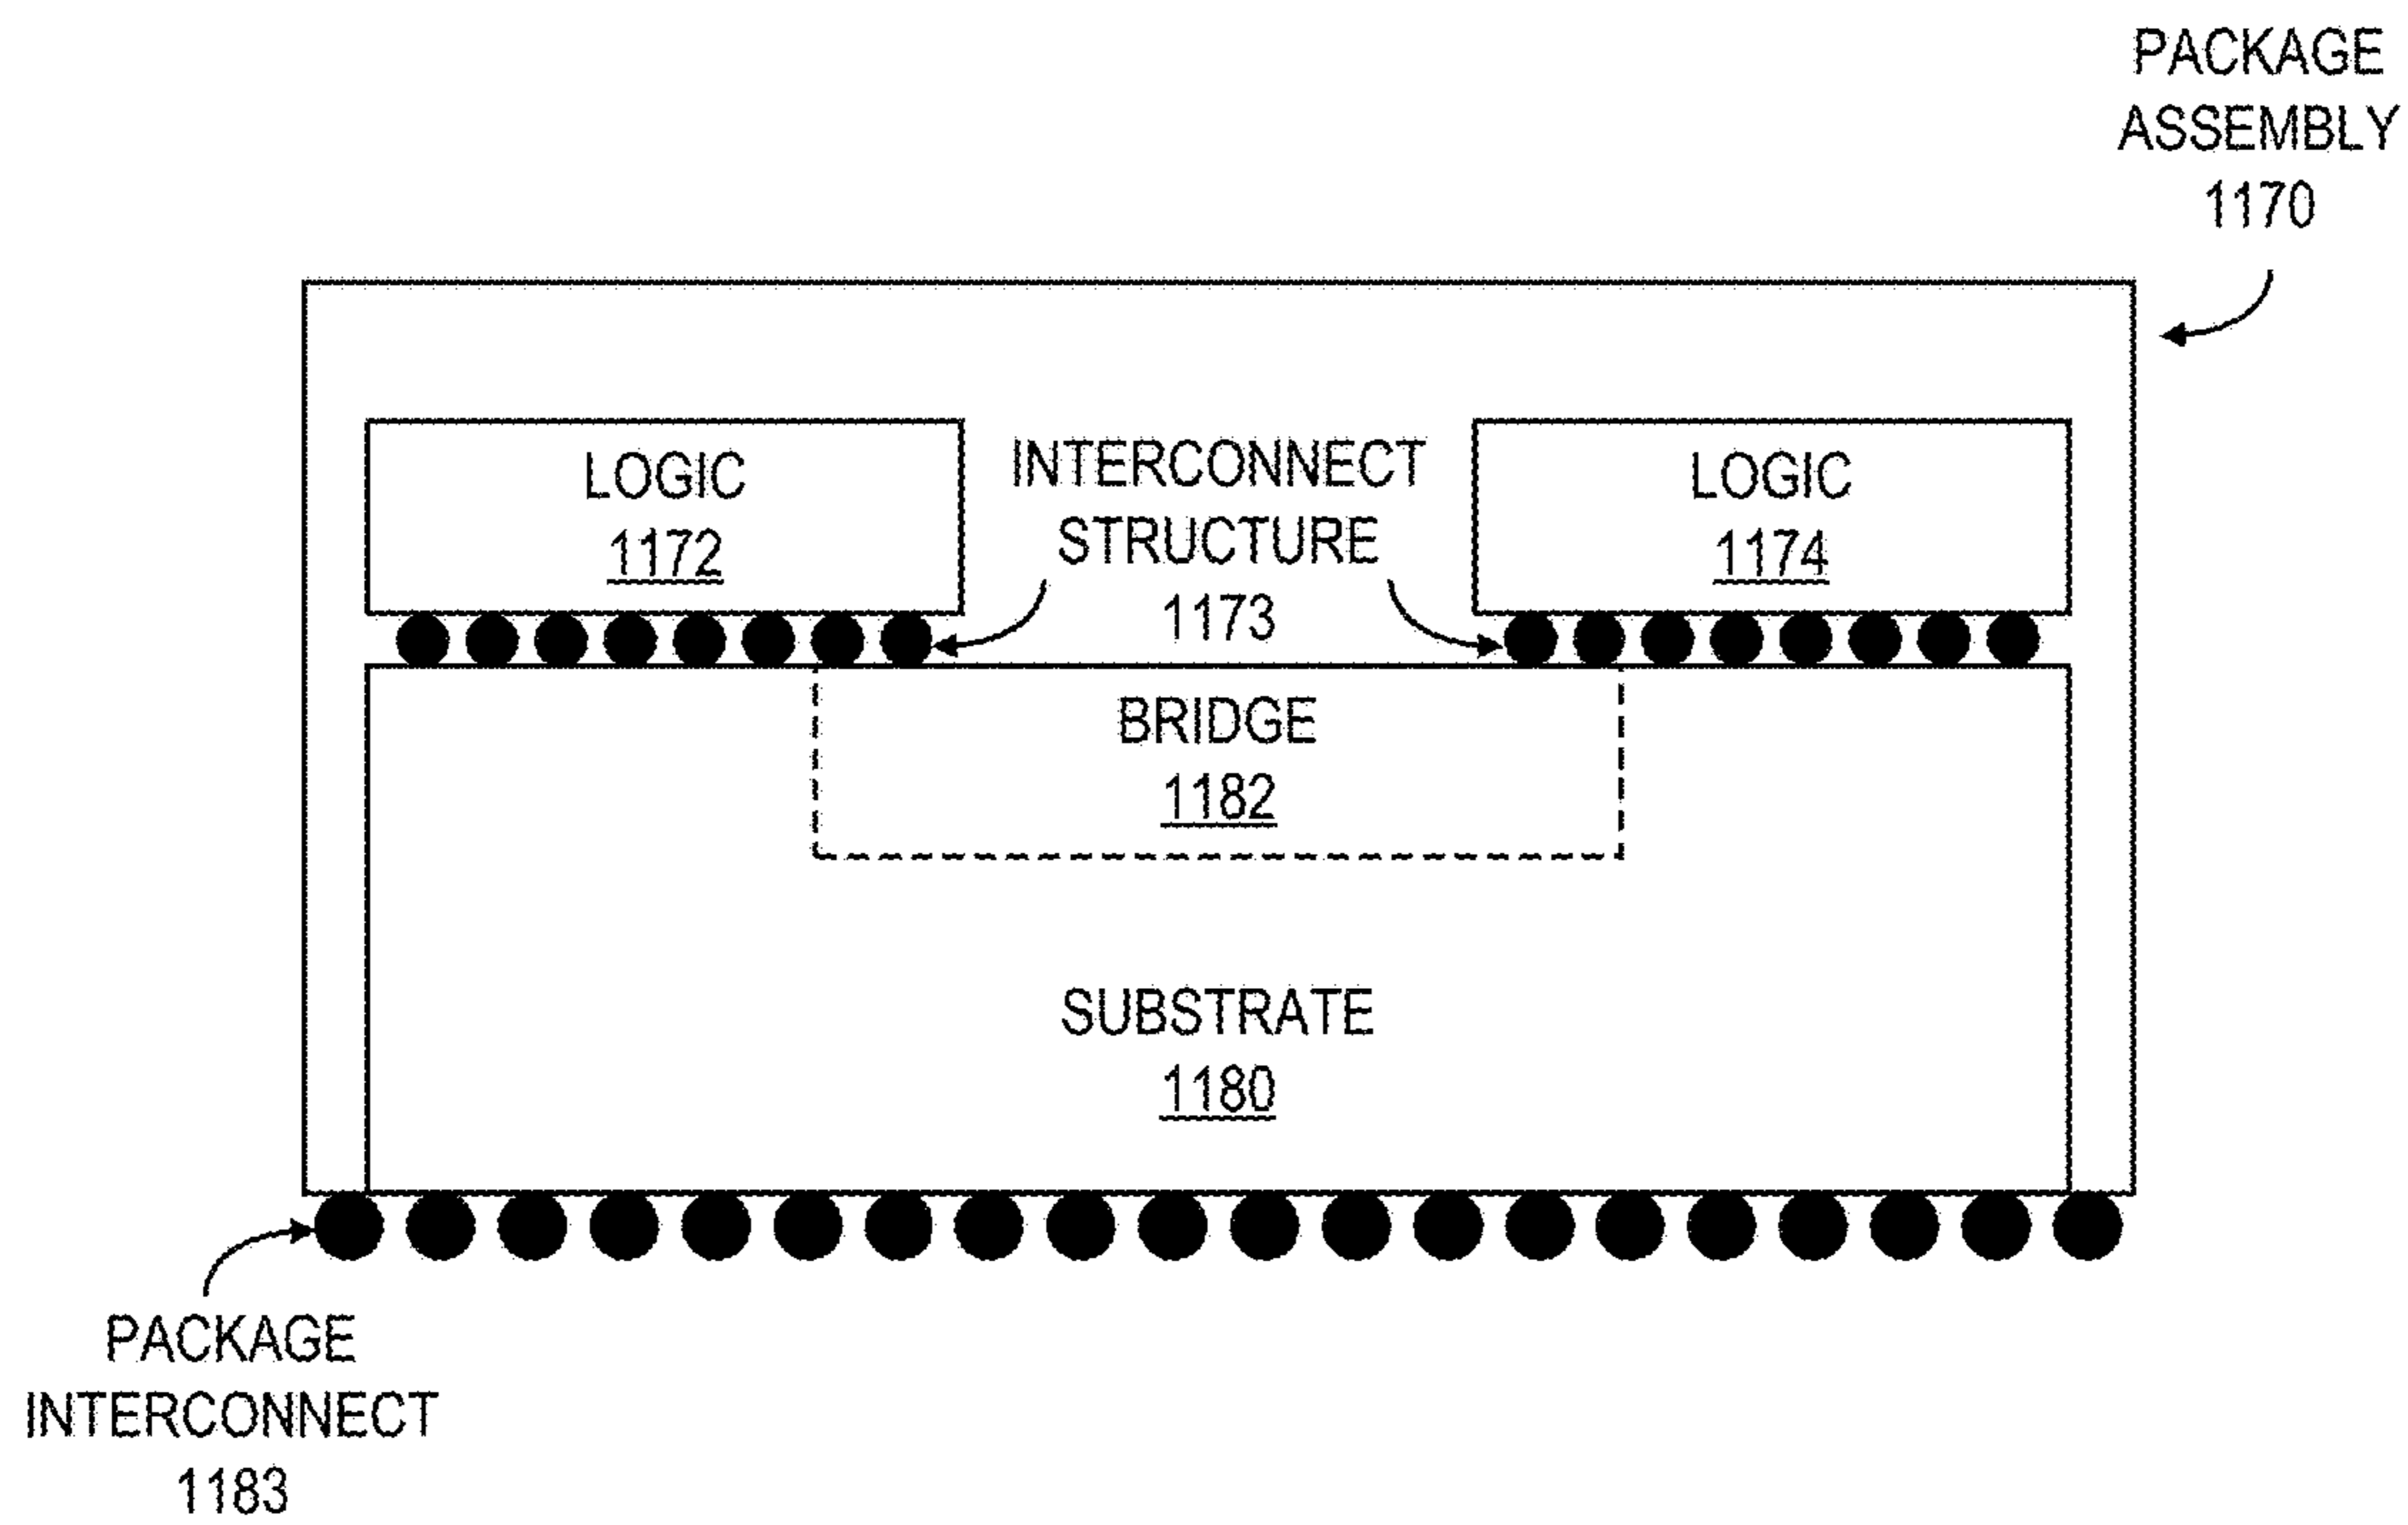 PACKAGE
ASSEMBLY
1170
LOGIC
1172
INTERCONNECT
STRUCTURE
1173
LOGIC
1174
BRIDGE
1182
SUBSTRATE
1180
PACKAGE
INTERCONNECT
1183